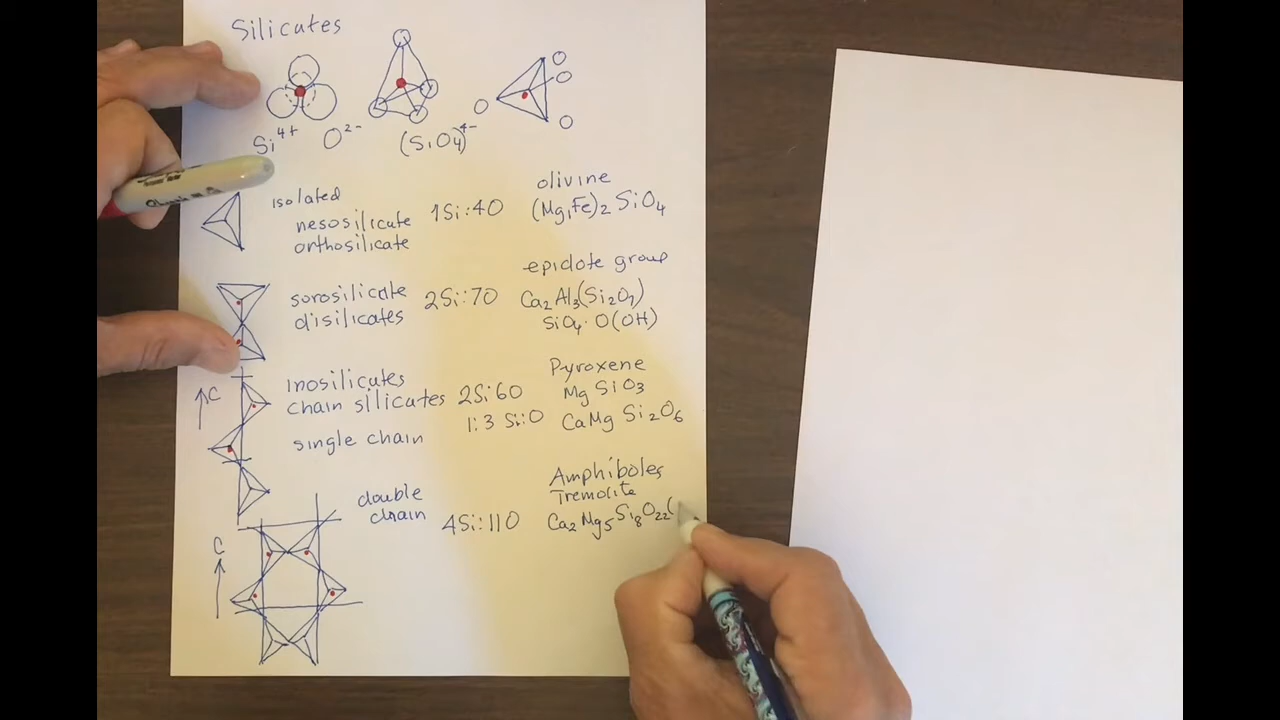 Silicates
Si4+ O2- (SiO4)4-
isolated
nesosilicate
orthosilicate
1Si:4O
olivine
(Mg,Fe)2 SiO4
sorosilicate
disilicates
2Si:7O
epidote group
Ca2Al3(Si2O7)
SiO4·O(OH)
C
inosilicates
chain silicates
single chain
2Si6O
1:3 Si:O
Pyroxene
MgSiO3
CaMg Si2O6
double
chain
4Si:11O
Amphiboles
Tremolite
Ca2Mg5Si8O22(
C